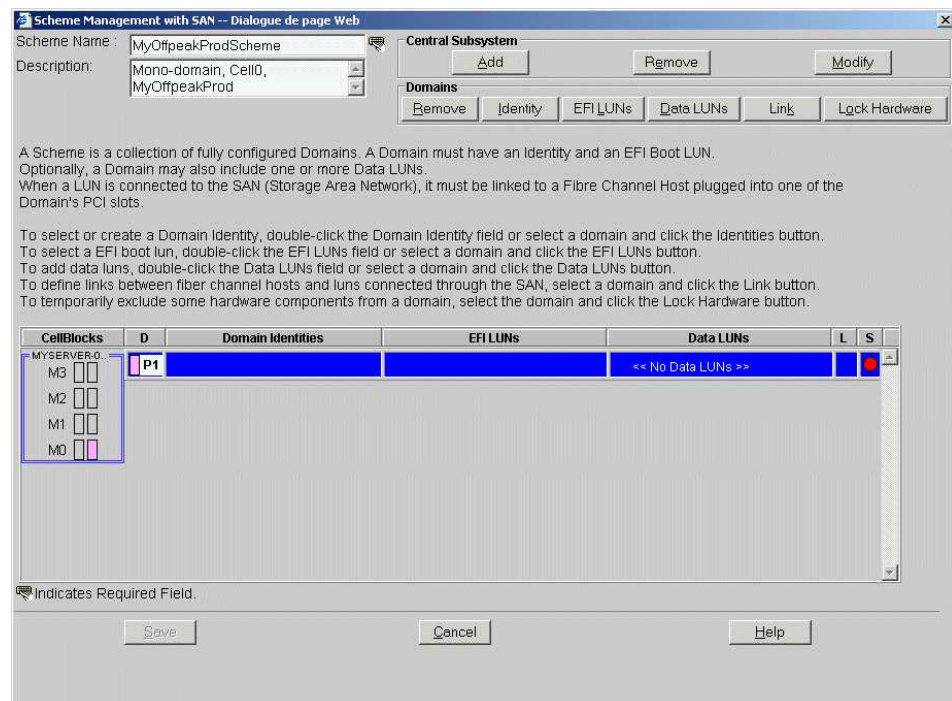 Scheme Management with SAN -- Dialogue de page Web
Scheme Name : MyOffpeakProdScheme
Description: Mono-domain, Cell0,
MyOffpeakProd
Central Subsystem
Add Remove Modify
Domains
Remove Identity EFI LUNs Data LUNs Link Lock Hardware
A Scheme is a collection of fully configured Domains. A Domain must have an Identity and an EFI Boot LUN.
Optionally, a Domain may also include one or more Data LUNs.
When a LUN is connected to the SAN (Storage Area Network), it must be linked to a Fibre Channel Host plugged into one of the
Domain's PCI slots.
To select or create a Domain Identity, double-click the Domain Identity field or select a domain and click the Identities button.
To select a EFI boot lun, double-click the EFI LUNs field or select a domain and click the EFI LUNs button.
To add data luns, double-click the Data LUNs field or select a domain and click the Data LUNs button.
To define links between fiber channel hosts and luns connected through the SAN, select a domain and click the Link button.
To temporarily exclude some hardware components from a domain, select the domain and click the Lock Hardware button.
CellBlocks D Domain Identities EFI LUNs Data LUNs L S
MYSERVER-0..
P1 << No Data LUNs >>
M3
M2
M1
M0
Indicates Required Field.
Save Cancel Help